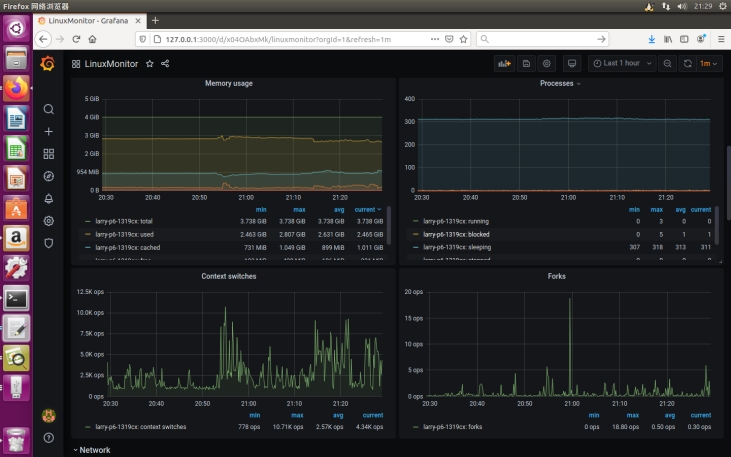 Firefox 网络浏览器
21:29
LinuxMonitor - Grafana
127.0.0.1:3000/d/x04OAbxMk/linuxmonitor?orgId=1&refresh=1m
LinuxMonitor
Last 1 hour
1m
Memory usage
5 GiB
4 GiB
3 GiB
2 GiB
954 MiB
0 B
20:30 20:40 20:50 21:00 21:10 21:20
min max avg current
larry-p6-1319cx: total 3.738 GiB 3.738 GiB 3.738 GiB 3.738 GiB
larry-p6-1319cx: used 2.463 GiB 2.807 GiB 2.631 GiB 2.465 GiB
larry-p6-1319cx: cached 731 MiB 1.049 GiB 899 MiB 1.011 GiB
Processes
400
300
200
100
0
20:30 20:40 20:50 21:00 21:10 21:20
min max avg current
larry-p6-1319cx: running 0 3 0 0
larry-p6-1319cx: blocked 0 5 1 1
larry-p6-1319cx: sleeping 307 318 313 311
Context switches
12.5K ops
10.0K ops
7.5K ops
5.0K ops
2.5K ops
0 ops
20:30 20:40 20:50 21:00 21:10 21:20
min max avg current
larry-p6-1319cx: context switches 778 ops 10.71K ops 2.57K ops 4.34K ops
Forks
20 ops
15 ops
10 ops
5 ops
0 ops
20:30 20:40 20:50 21:00 21:10 21:20
min max avg current
larry-p6-1319cx: forks 0 ops 18.80 ops 0.50 ops 0.30 ops
Network